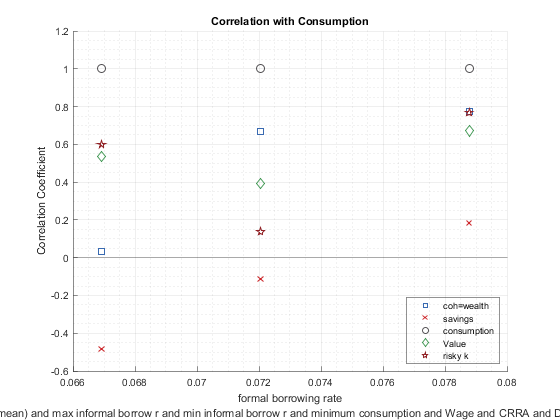 Correlation with Consumption
1.2
1
0.8
0.6
0.4
0.2
0
-0.2
-0.4
-0.6
Correlation Coefficient
coh=wealth
savings
consumption
Value
risky k
0.066 0.068 0.07 0.072 0.074 0.076 0.078 0.08
formal borrowing rate
mean) and max informal borrow r and min informal borrow r and minimum consumption and Wage and CRRA and